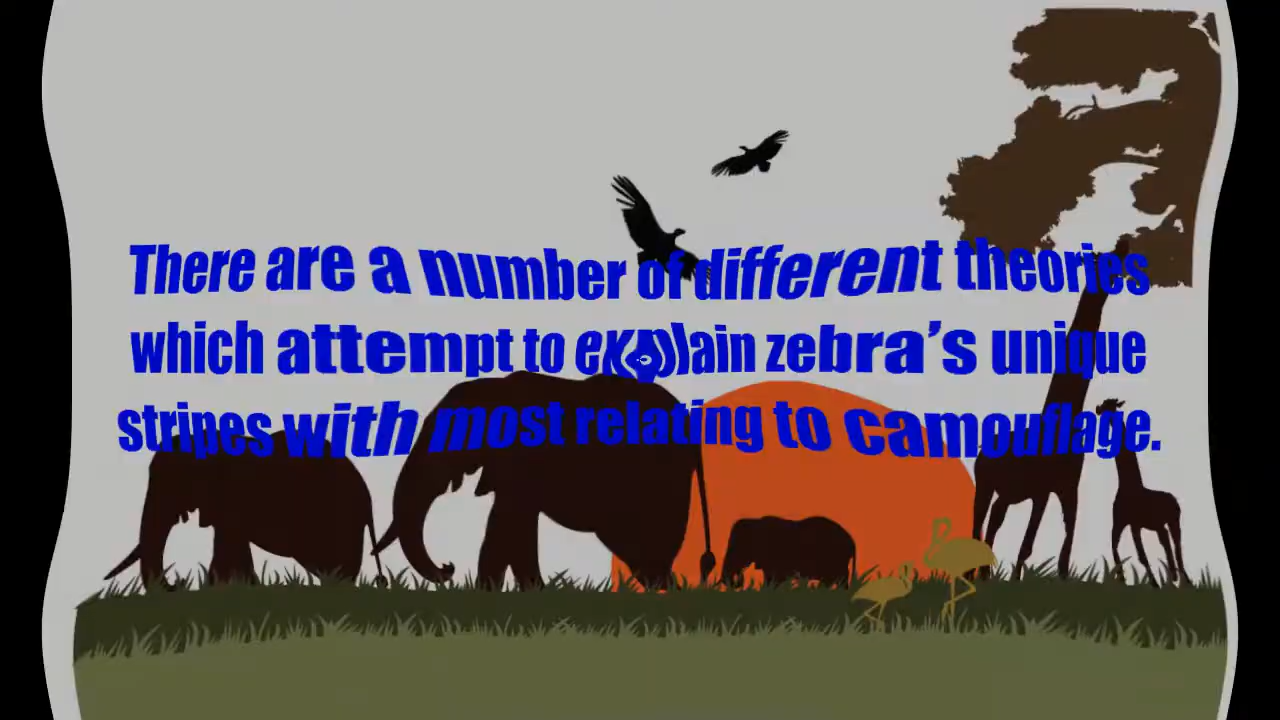 There are a number of different theories
which attempt to explain zebra’s unique
stripes with most relating to camouflage.